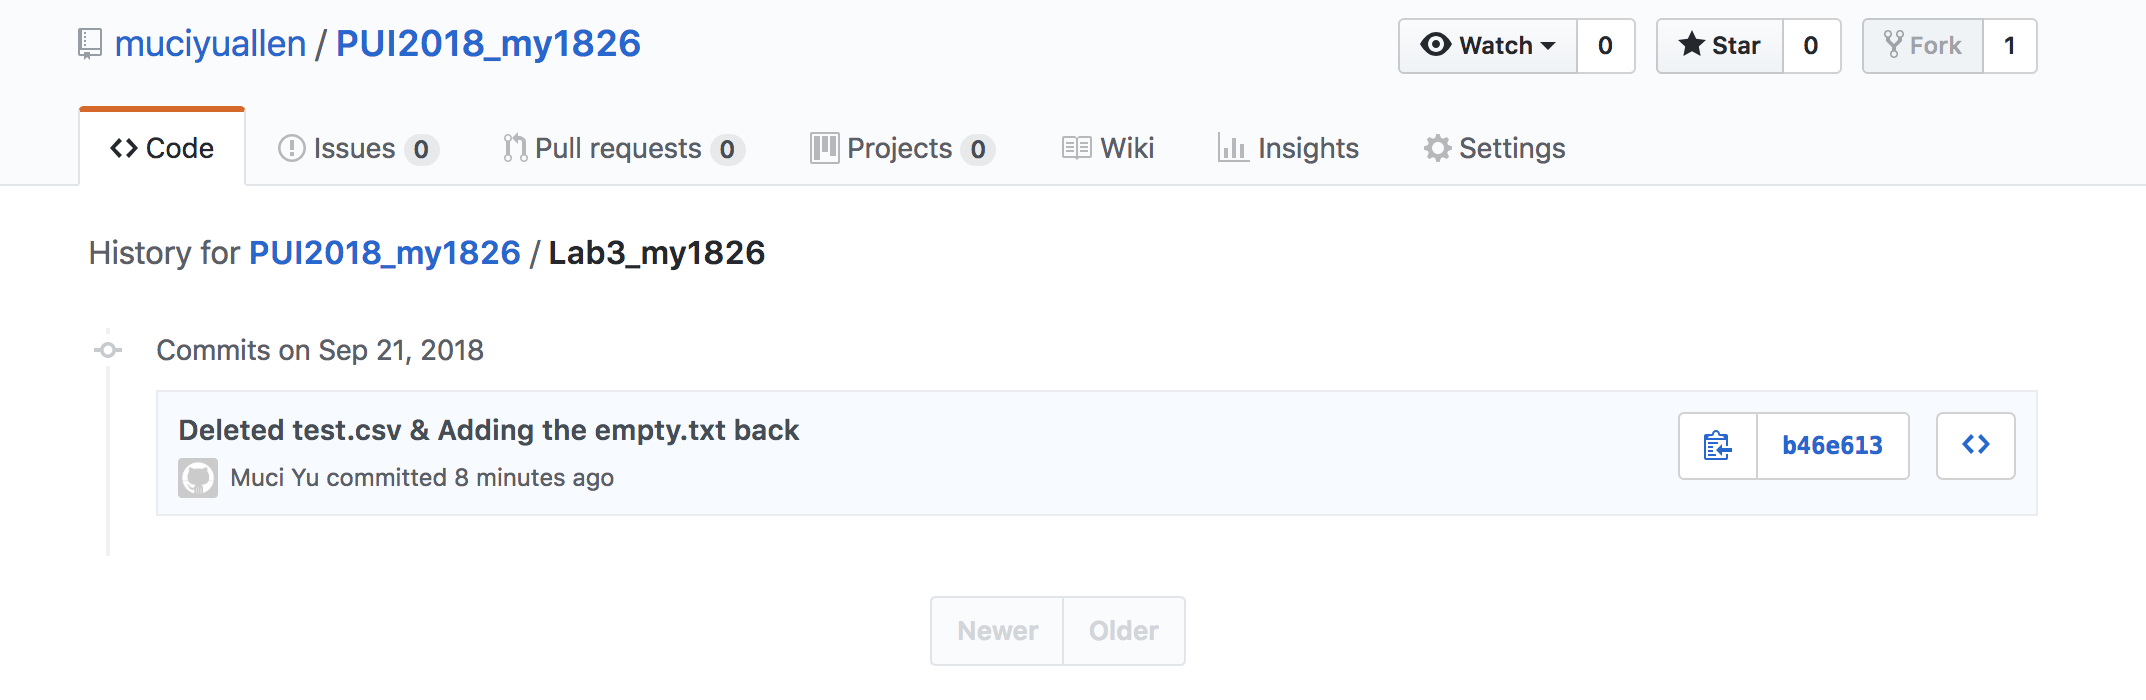 muciyuallen / PUI2018_my1826
Watch 0 Star 0 Fork 1
Code Issues 0 Pull requests 0 Projects 0 Wiki Insights Settings
History for PUI2018_my1826 / Lab3_my1826
Commits on Sep 21, 2018
Deleted test.csv & Adding the empty.txt back
b46e613
Muci Yu committed 8 minutes ago
Newer Older